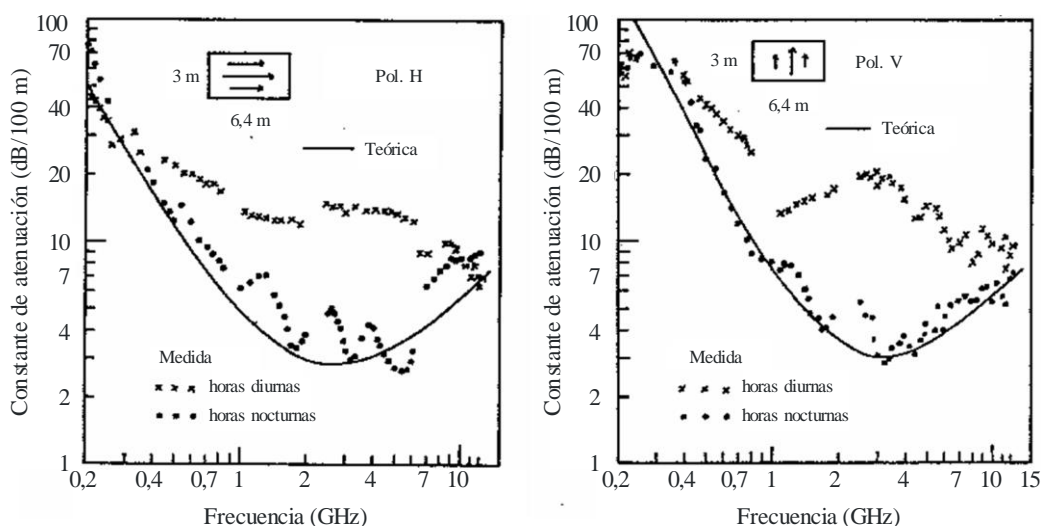 Constante de atenuación (dB/100 m)
100
70
40
20
10
7
4
2
1
3 m
6,4 m
Pol. H
Teórica
Medida
horas diurnas
horas nocturnas
0,2
0,4
0,7
1
2
4
7
10
Frecuencia (GHz)
Constante de atenuación (dB/100 m)
100
70
40
20
10
7
4
2
1
3 m
6,4 m
Pol. V
Teórica
Medida
horas diurnas
horas nocturnas
0,2
0,4
0,7
1
2
4
7
10
15
Frecuencia (GHz)